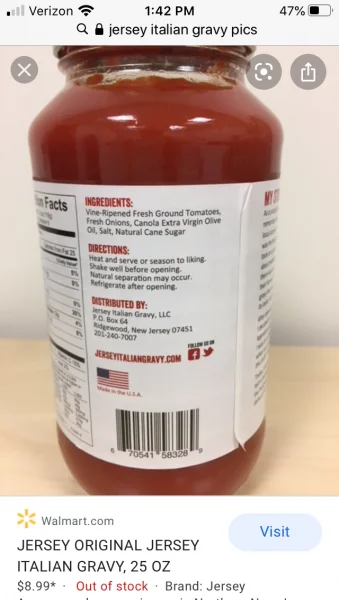 Verizon 1:42 PM 47%
jersey italian gravy pics
on Facts
MY ST
INGREDIENTS:
Vine-Ripened Fresh Ground Tomatoes,
Fresh Onions, Canola Extra Virgin Olive
Oil, Salt, Natural Cane Sugar
DIRECTIONS:
Heat and serve or season to liking.
Shake well before opening.
Natural separation may occur.
Refrigerate after opening.
DISTRIBUTED BY:
Jersey Italian Gravy, LLC
P.O. Box 64
Ridgewood, New Jersey 07451
201-240-7007
FOLLOW US ON
JERSEYITALIANGRAVY.COM
Made in the U.S.A.
6 70541 58328 9
Walmart.com
Visit
JERSEY ORIGINAL JERSEY
ITALIAN GRAVY, 25 OZ
$8.99* · Out of stock · Brand: Jersey